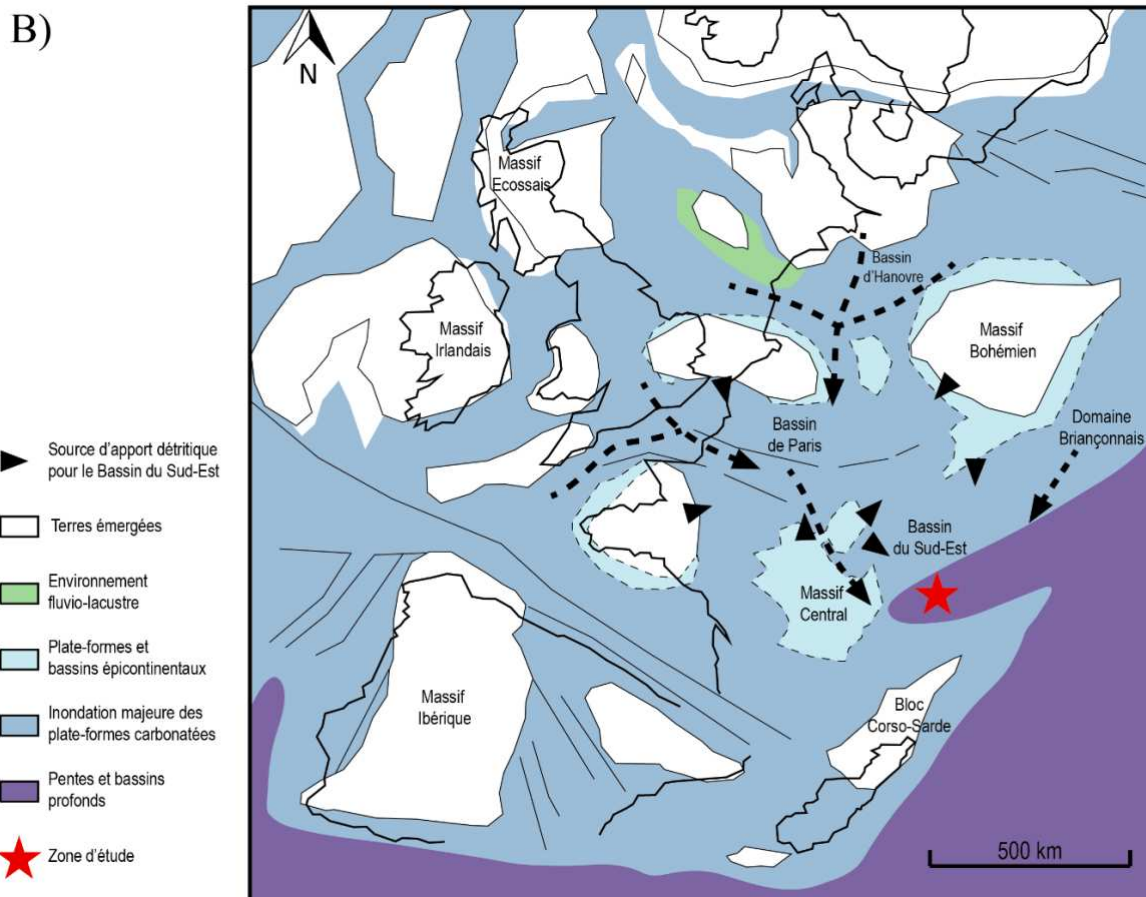 B)
N
Massif
Ecossais
Bassin
d'Hanovre
Massif
Irlandais
Massif
Bohémien
Domaine
Briançonnais
Bassin
de Paris
Bassin
du Sud-Est
Massif
Central
Massif
Ibérique
Bloc
Corso-Sarde
500 km
Source d'apport détritique
pour le Bassin du Sud-Est
Terres émergées
Environnement
fluvio-lacustre
Plate-formes et
bassins épicontinentaux
Inondation majeure des
plate-formes carbonatées
Pentes et bassins
profonds
Zone d'étude